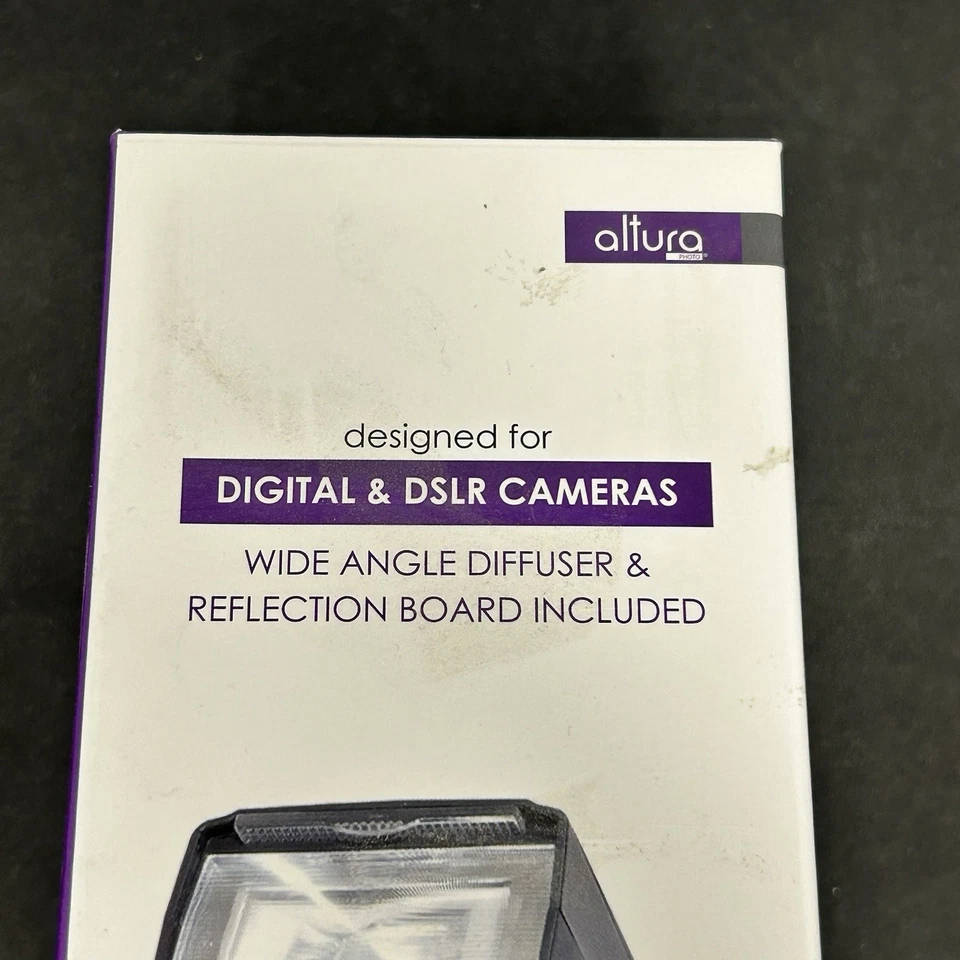 altura
PHOTO®
designed for
DIGITAL & DSLR CAMERAS
WIDE ANGLE DIFFUSER &
REFLECTION BOARD INCLUDED